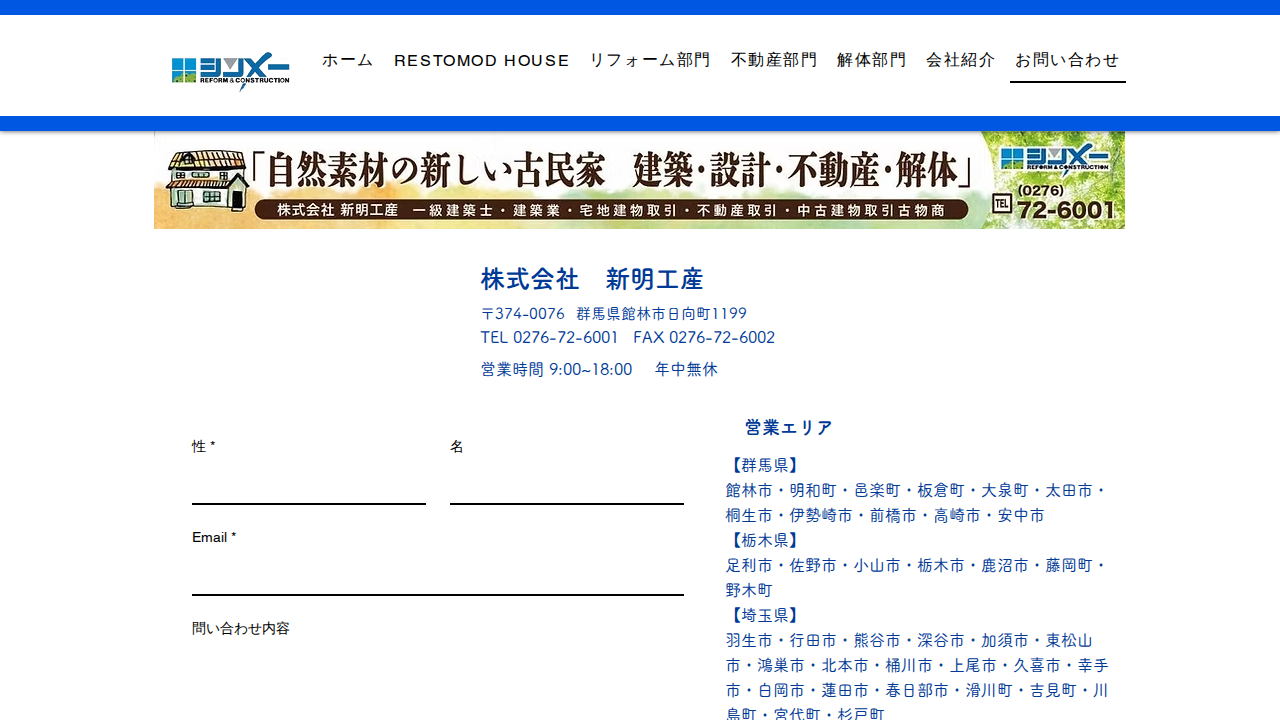 シンメー
REFORM & CONSTRUCTION
ホーム
RESTOMOD HOUSE
リフォーム部門
不動産部門
解体部門
会社紹介
お問い合わせ
「自然素材の新しい古民家 建築・設計・不動産・解体」
シンメー
REFORM & CONSTRUCTION
株式会社 新明工産 一級建築士・建築業・宅地建物取引・不動産取引・中古建物取引古物商
TEL (0276) 72-6001
株式会社 新明工産
〒374-0076 群馬県館林市日向町1199
TEL 0276-72-6001 FAX 0276-72-6002
営業時間 9:00~18:00 年中無休
性 *
名
Email *
問い合わせ内容
営業エリア
【群馬県】
館林市・明和町・邑楽町・板倉町・大泉町・太田市・
桐生市・伊勢崎市・前橋市・高崎市・安中市
【栃木県】
足利市・佐野市・小山市・栃木市・鹿沼市・藤岡町・
野木町
【埼玉県】
羽生市・行田市・熊谷市・深谷市・加須市・東松山
市・鴻巣市・北本市・桶川市・上尾市・久喜市・幸手
市・白岡市・蓮田市・春日部市・滑川町・吉見町・川
島町・宮代町・杉戸町